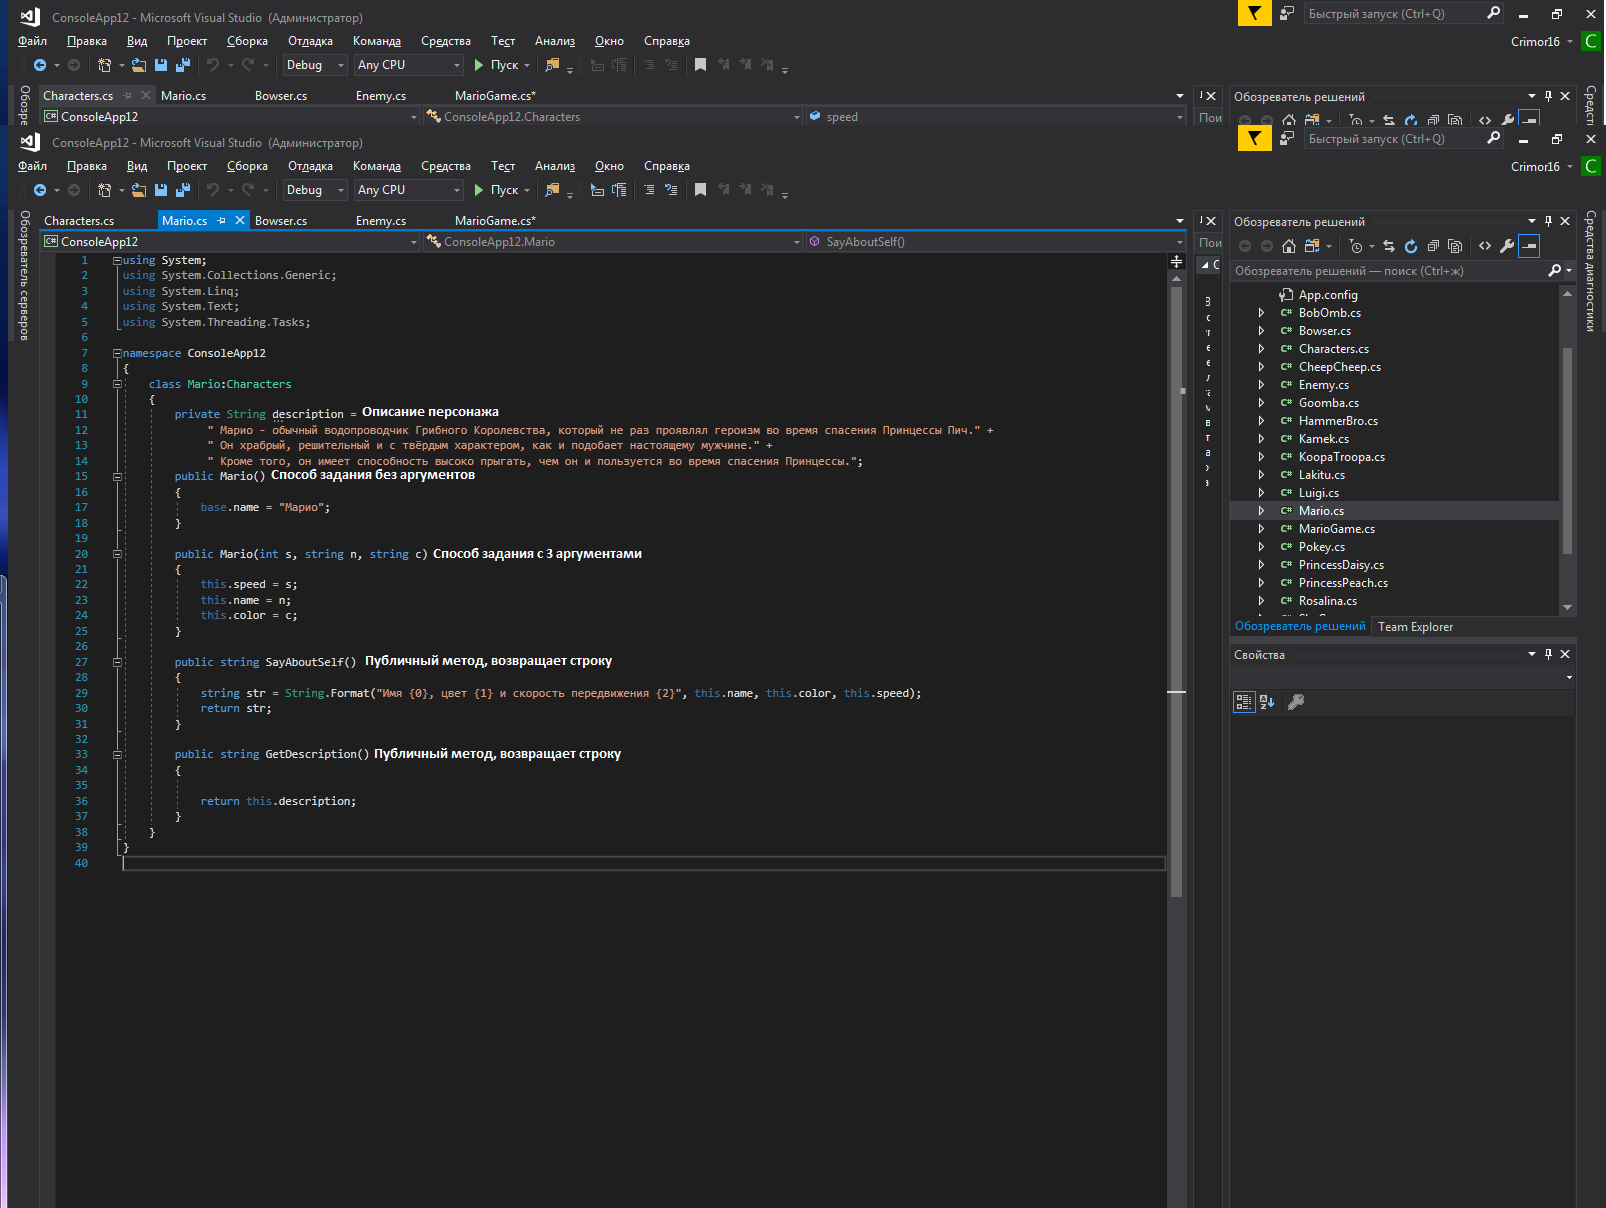 ConsoleApp12 - Microsoft Visual Studio (Администратор)
Быстрый запуск (Ctrl+Q)
Файл Правка Вид Проект Сборка Отладка Команда Средства Тест Анализ Окно Справка
Crimor16 C
Debug Any CPU Пуск
Characters.cs Mario.cs Bowser.cs Enemy.cs MarioGame.cs*
Обозреватель решений
C# ConsoleApp12 ConsoleApp12.Characters speed
ConsoleApp12 - Microsoft Visual Studio (Администратор)
Быстрый запуск (Ctrl+Q)
Файл Правка Вид Проект Сборка Отладка Команда Средства Тест Анализ Окно Справка
Crimor16 C
Debug Any CPU Пуск
Characters.cs Mario.cs Bowser.cs Enemy.cs MarioGame.cs*
C# ConsoleApp12 ConsoleApp12.Mario SayAboutSelf()
Обозреватель серверов
1 using System;
2 using System.Collections.Generic;
3 using System.Linq;
4 using System.Text;
5 using System.Threading.Tasks;
6
7 namespace ConsoleApp12
8 {
9 class Mario:Characters
10 {
11 private String description = Описание персонажа
12 " Марио - обычный водопроводчик Грибного Королевства, который не раз проявлял героизм во время спасения Принцессы Пич." +
13 " Он храбрый, решительный и с твёрдым характером, как и подобает настоящему мужчине." +
14 " Кроме того, он имеет способность высоко прыгать, чем он и пользуется во время спасения Принцессы.";
15 public Mario() Способ задания без аргументов
16 {
17 base.name = "Марио";
18 }
19
20 public Mario(int s, string n, string c) Способ задания с 3 аргументами
21 {
22 this.speed = s;
23 this.name = n;
24 this.color = c;
25 }
26
27 public string SayAboutSelf() Публичный метод, возвращает строку
28 {
29 string str = String.Format("Имя {0}, цвет {1} и скорость передвижения {2}", this.name, this.color, this.speed);
30 return str;
31 }
32
33 public string GetDescription() Публичный метод, возвращает строку
34 {
35
36 return this.description;
37 }
38 }
39 }
40
Обозреватель решений
Обозреватель решений — поиск (Ctrl+ж)
App.config
C# BobOmb.cs
C# Bowser.cs
C# Characters.cs
C# CheepCheep.cs
C# Enemy.cs
C# Goomba.cs
C# HammerBro.cs
C# Kamek.cs
C# KoopaTroopa.cs
C# Lakitu.cs
C# Luigi.cs
C# Mario.cs
C# MarioGame.cs
C# Pokey.cs
C# PrincessDaisy.cs
C# PrincessPeach.cs
C# Rosalina.cs
Обозреватель решений Team Explorer
Свойства
Средства диагностики